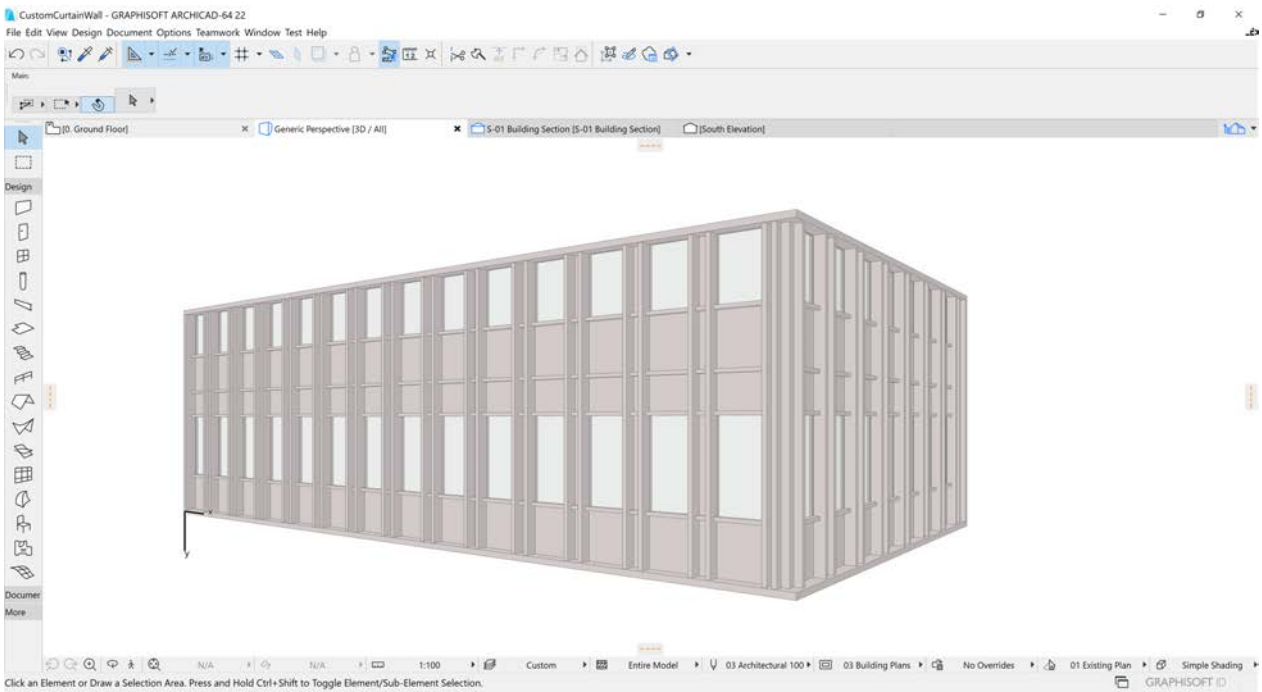 CustomCurtainWall - GRAPHISOFT ARCHICAD-64 22
File Edit View Design Document Options Teamwork Window Test Help
Main:
[0. Ground Floor]
Generic Perspective [3D / All]
S-01 Building Section [S-01 Building Section]
[South Elevation]
Design
x
y
Documer
More
N/A
N/A
1:100
Custom
Entire Model
03 Architectural 100
03 Building Plans
No Overrides
01 Existing Plan
Simple Shading
Click an Element or Draw a Selection Area. Press and Hold Ctrl+Shift to Toggle Element/Sub-Element Selection.
GRAPHISOFT ID